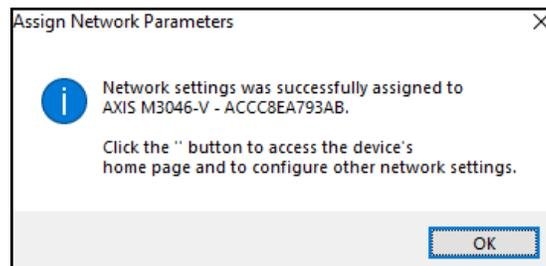 Assign Network Parameters
Network settings was successfully assigned to
AXIS M3046-V - ACCC8EA793AB.
Click the '' button to access the device's
home page and to configure other network settings.
OK